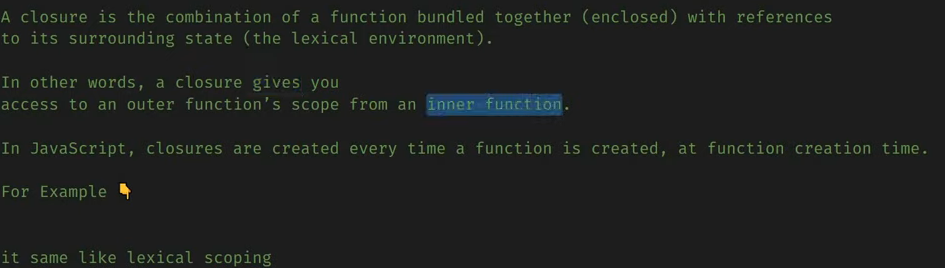 A closure is the combination of a function bundled together (enclosed) with references
to its surrounding state (the lexical environment).
In other words, a closure gives you
access to an outer function’s scope from an inner function.
In JavaScript, closures are created every time a function is created, at function creation time.
For Example 👇
it same like lexical scoping